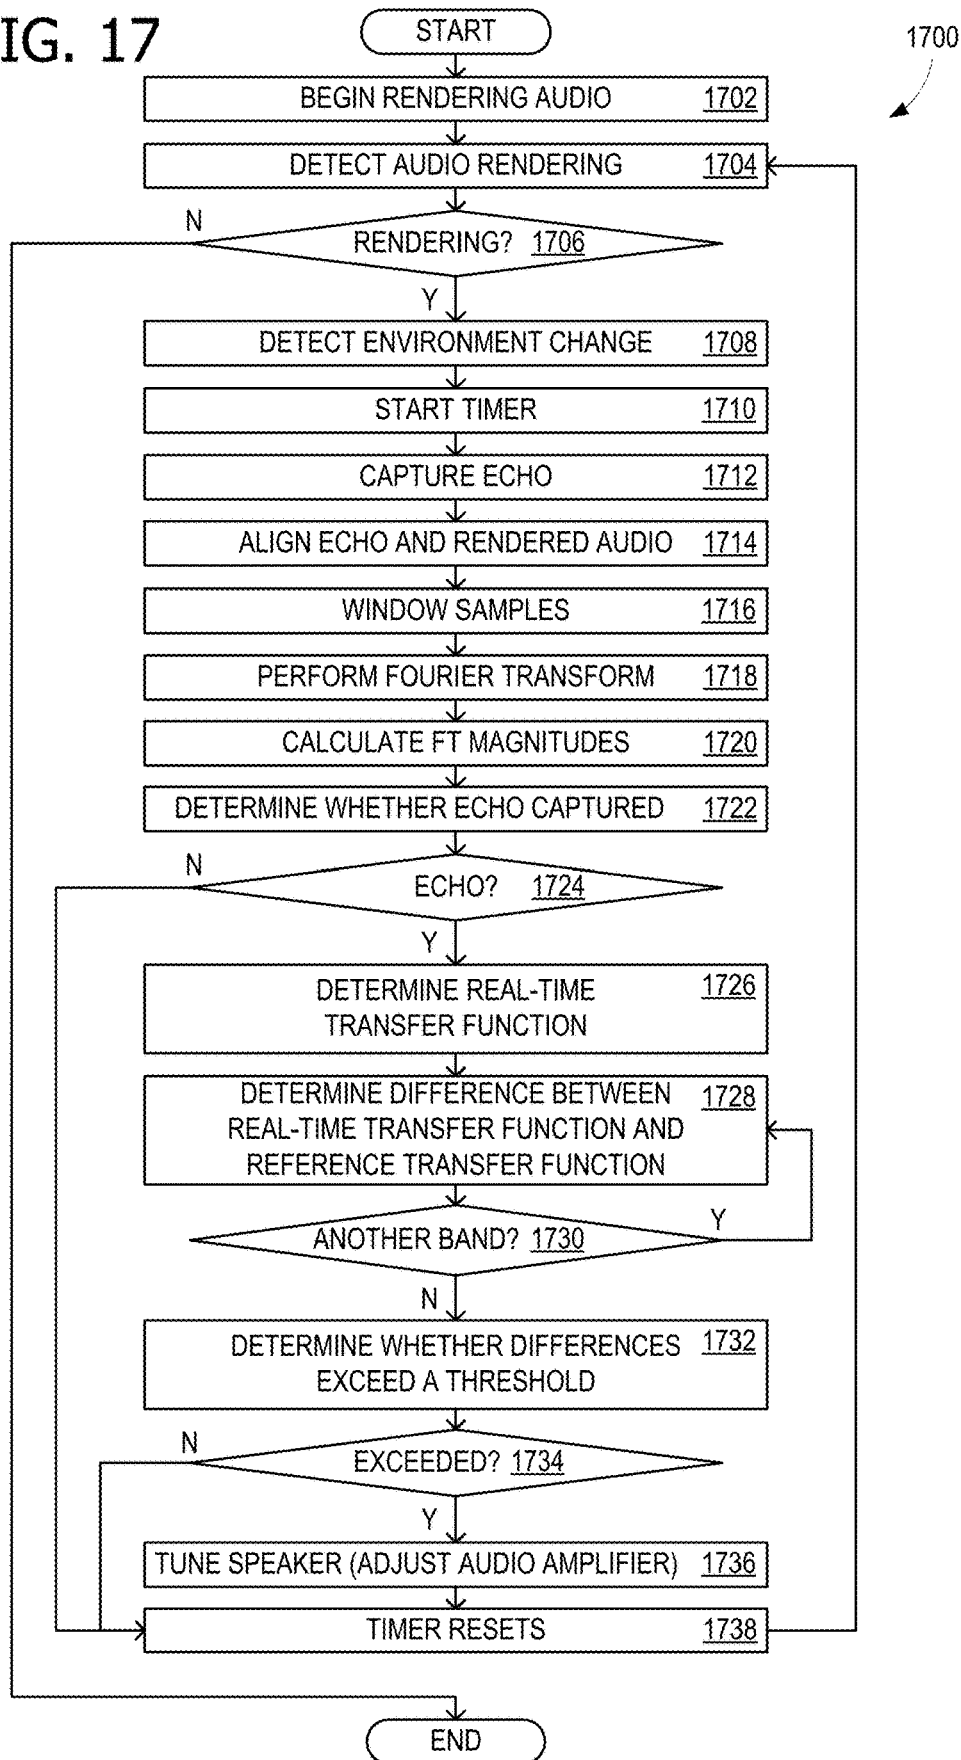 IG. 17
START
1700
BEGIN RENDERING AUDIO 1702
DETECT AUDIO RENDERING 1704
N
RENDERING? 1706
Y
DETECT ENVIRONMENT CHANGE 1708
START TIMER 1710
CAPTURE ECHO 1712
ALIGN ECHO AND RENDERED AUDIO 1714
WINDOW SAMPLES 1716
PERFORM FOURIER TRANSFORM 1718
CALCULATE FT MAGNITUDES 1720
DETERMINE WHETHER ECHO CAPTURED 1722
N
ECHO? 1724
Y
DETERMINE REAL-TIME 1726
TRANSFER FUNCTION
DETERMINE DIFFERENCE BETWEEN 1728
REAL-TIME TRANSFER FUNCTION AND
REFERENCE TRANSFER FUNCTION
Y
ANOTHER BAND? 1730
N
DETERMINE WHETHER DIFFERENCES 1732
EXCEED A THRESHOLD
N
EXCEEDED? 1734
Y
TUNE SPEAKER (ADJUST AUDIO AMPLIFIER) 1736
TIMER RESETS 1738
END